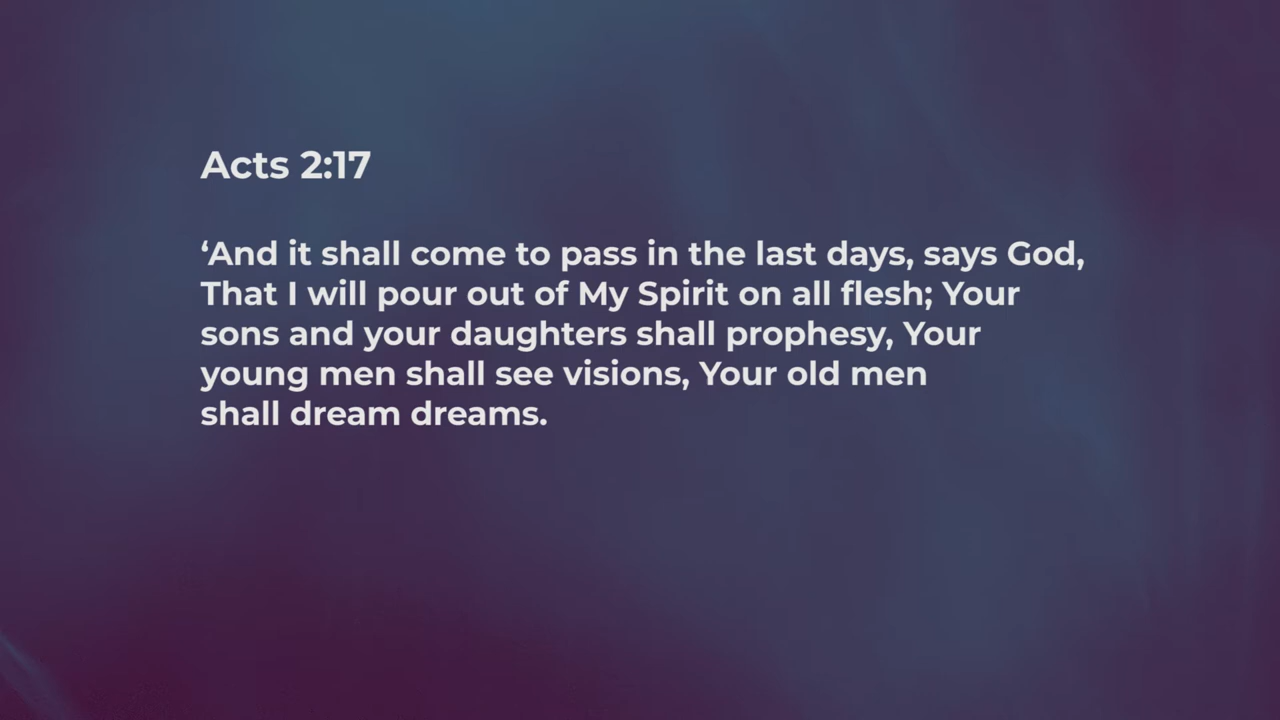 Acts 2:17
‘And it shall come to pass in the last days, says God,
That I will pour out of My Spirit on all flesh; Your
sons and your daughters shall prophesy, Your
young men shall see visions, Your old men
shall dream dreams.